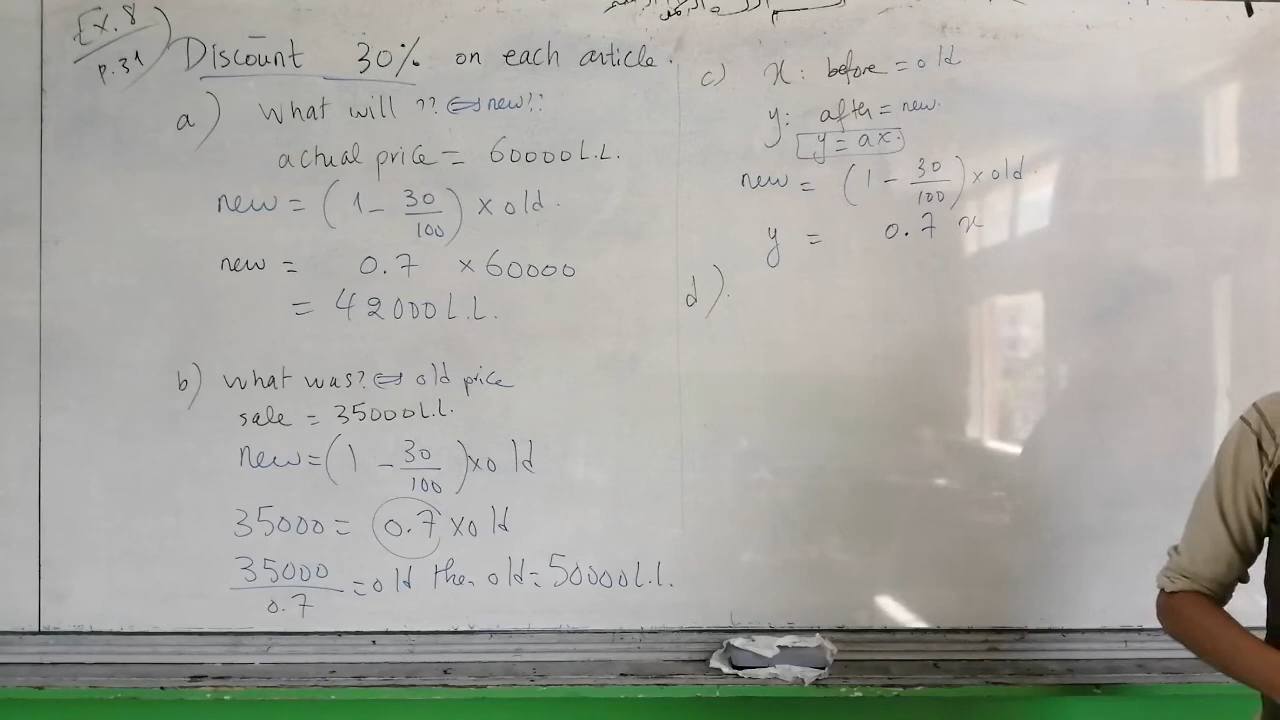 Ex. 8
p.31
Discount 30% on each article.
a) What will ?? ⇔ new??
actual price = 60000 L.L.
new = (1 - 30/100) × old.
new = 0.7 × 60000
= 42000 L.L.
b) What was? ⇔ old price
sale = 35000 L.L.
new = (1 - 30/100) × old
35000 = 0.7 × old
35000/0.7 = old then old = 50000 L.L.
c) x: before = old
y: after = new.
y = ax.
new = (1 - 30/100) × old.
y = 0.7 x
d).